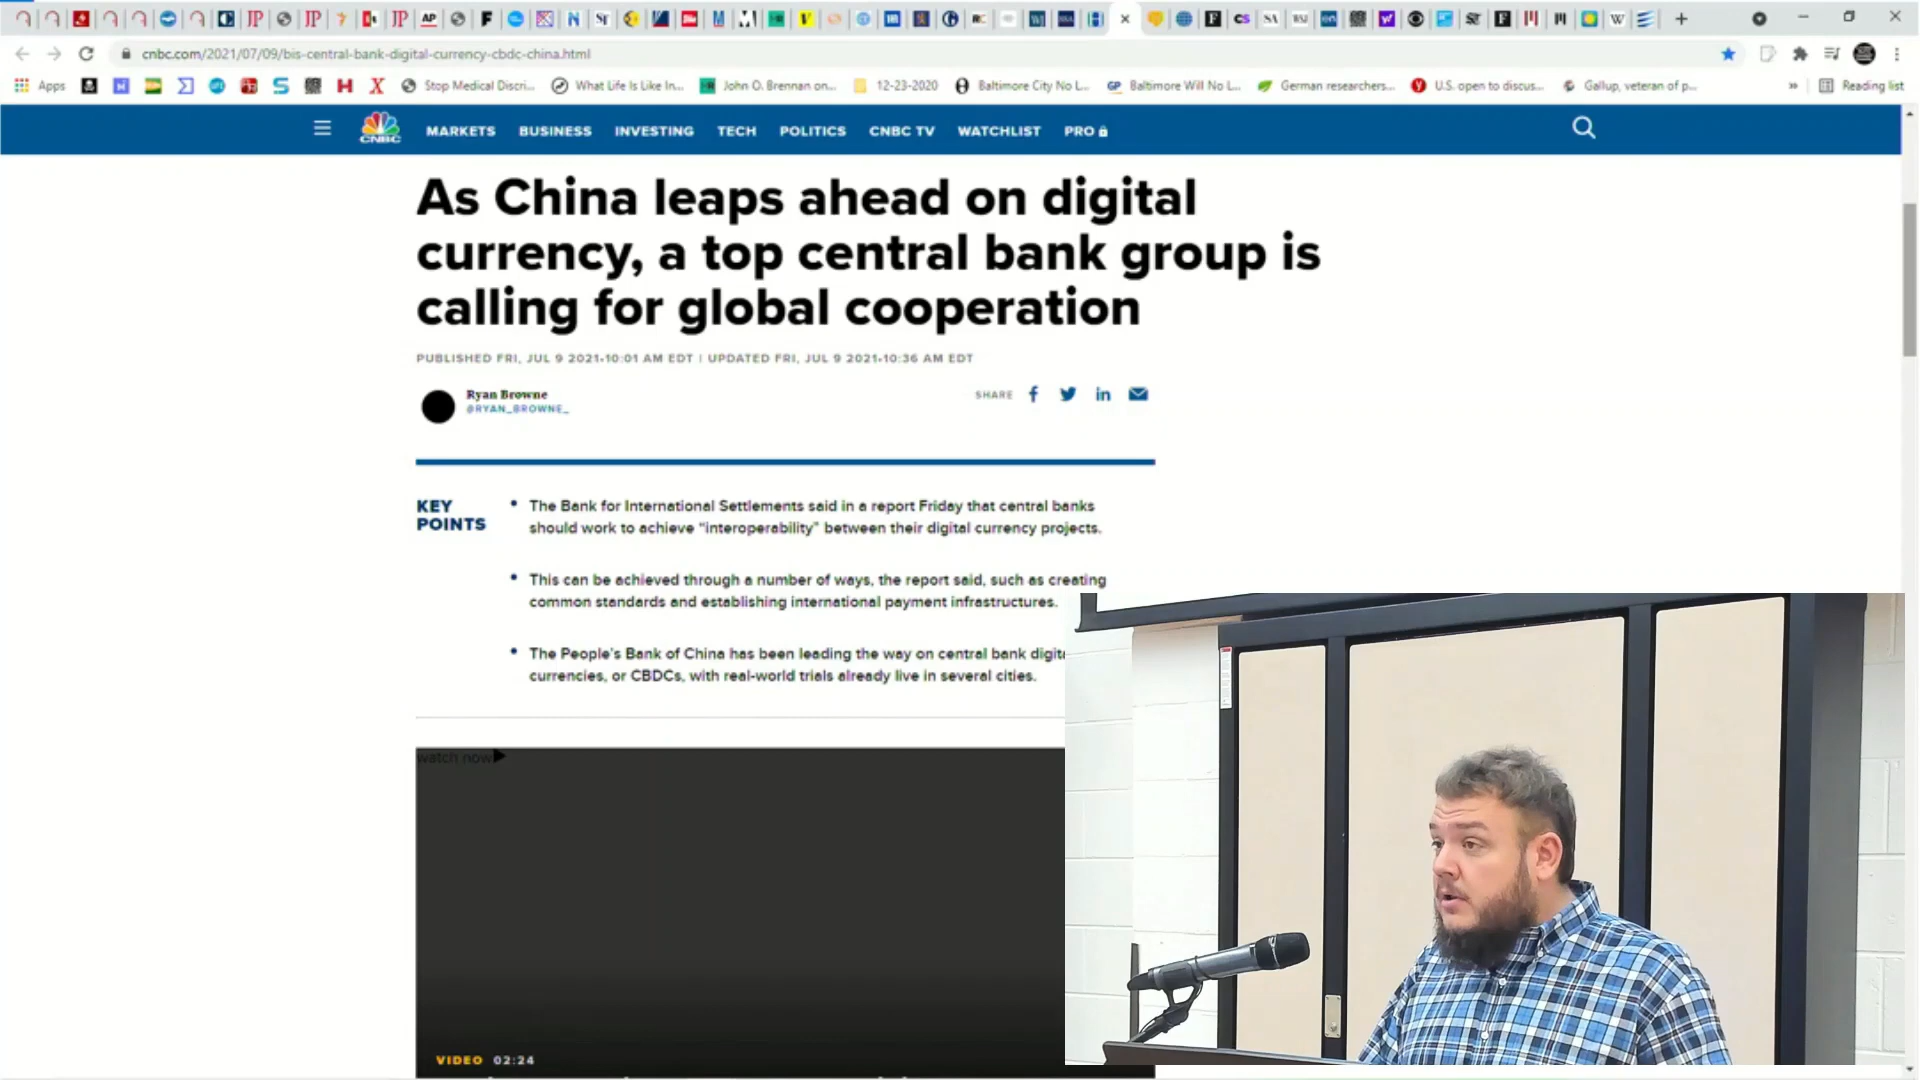 cnbc.com/2021/07/09/bis-central-bank-digital-currency-cbdc-china.html
Apps
Stop Medical Discri...
What Life Is Like In...
John O. Brennan on...
12-23-2020
Baltimore City No L...
Baltimore Will No L...
German researchers...
U.S. open to discus...
Gallup, veteran of p...
»
Reading list
CNBC
MARKETS BUSINESS INVESTING TECH POLITICS CNBC TV WATCHLIST PRO
As China leaps ahead on digital
currency, a top central bank group is
calling for global cooperation
PUBLISHED FRI, JUL 9 2021•10:01 AM EDT | UPDATED FRI, JUL 9 2021•10:36 AM EDT
Ryan Browne
@RYAN_BROWNE_
SHARE
KEY
POINTS
• The Bank for International Settlements said in a report Friday that central banks
should work to achieve “interoperability” between their digital currency projects.
• This can be achieved through a number of ways, the report said, such as creating
common standards and establishing international payment infrastructures.
• The People’s Bank of China has been leading the way on central bank digit
currencies, or CBDCs, with real-world trials already live in several cities.
watch now
VIDEO 02:24